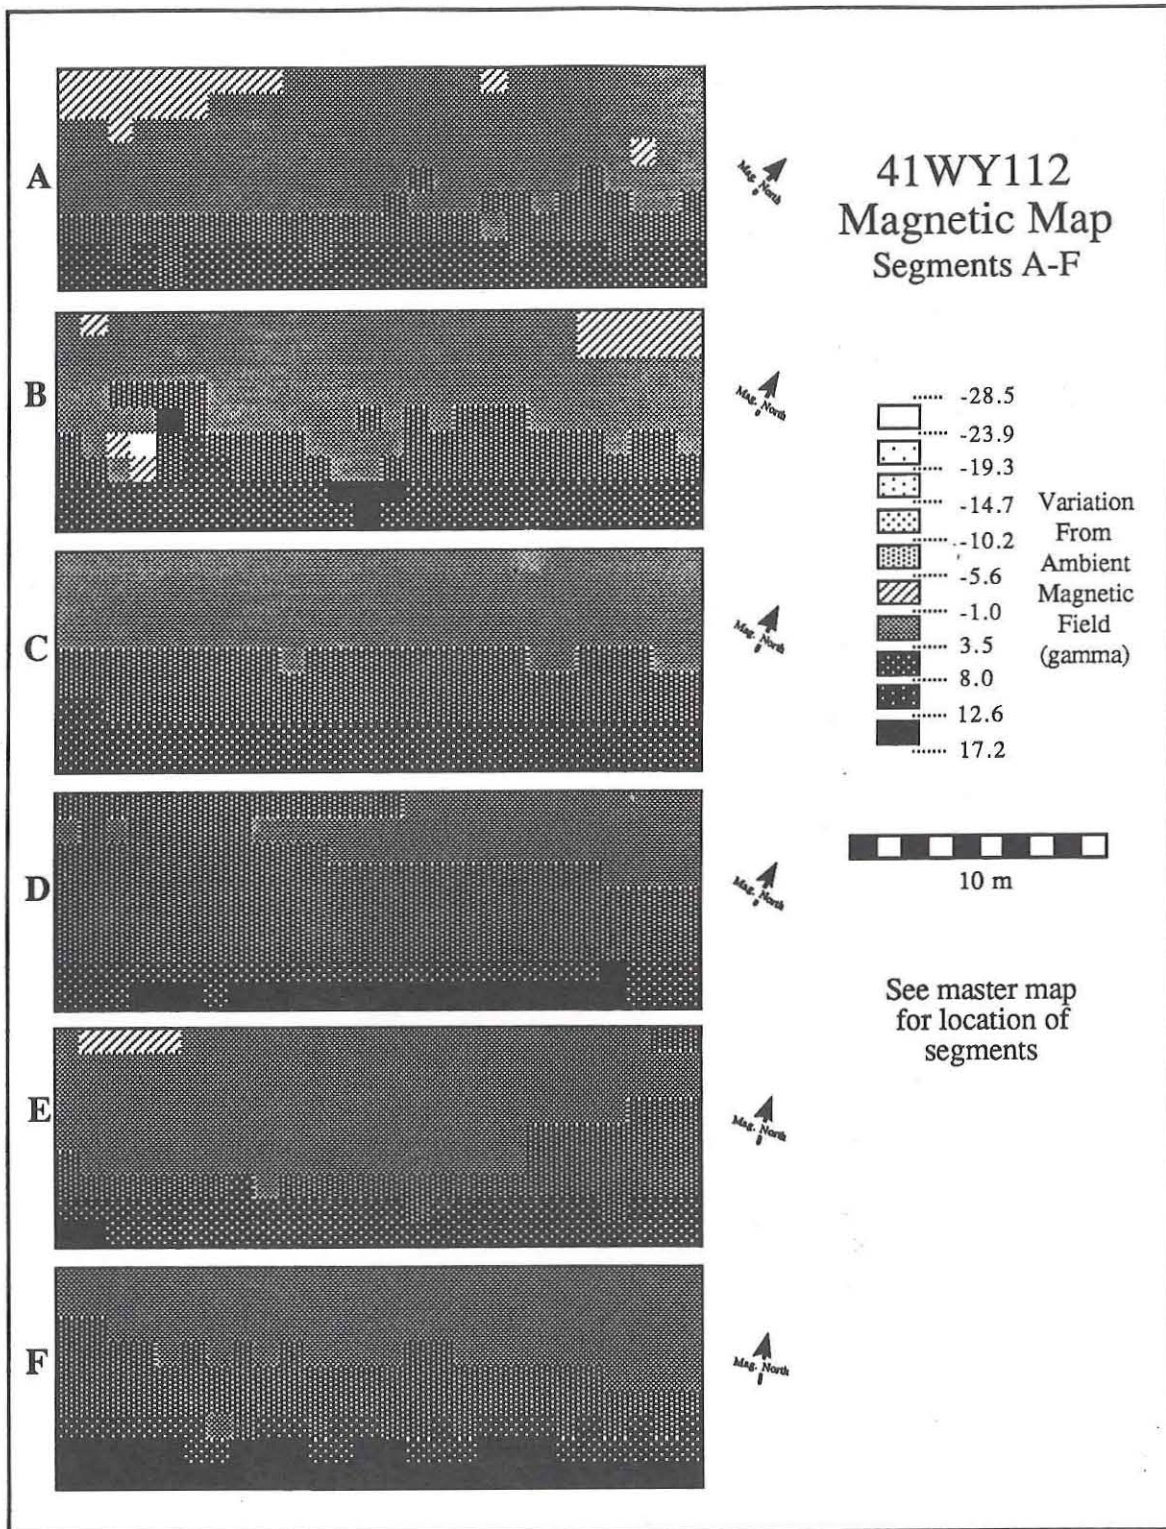 41WY112
Magnetic Map
Segments A-F
A
Mag. North
B
Mag. North
C
Mag. North
D
Mag. North
E
Mag. North
F
Mag. North
-28.5
-23.9
-19.3
-14.7
-10.2
-5.6
-1.0
3.5
8.0
12.6
17.2
Variation
From
Ambient
Magnetic
Field
(gamma)
10 m
See master map
for location of
segments